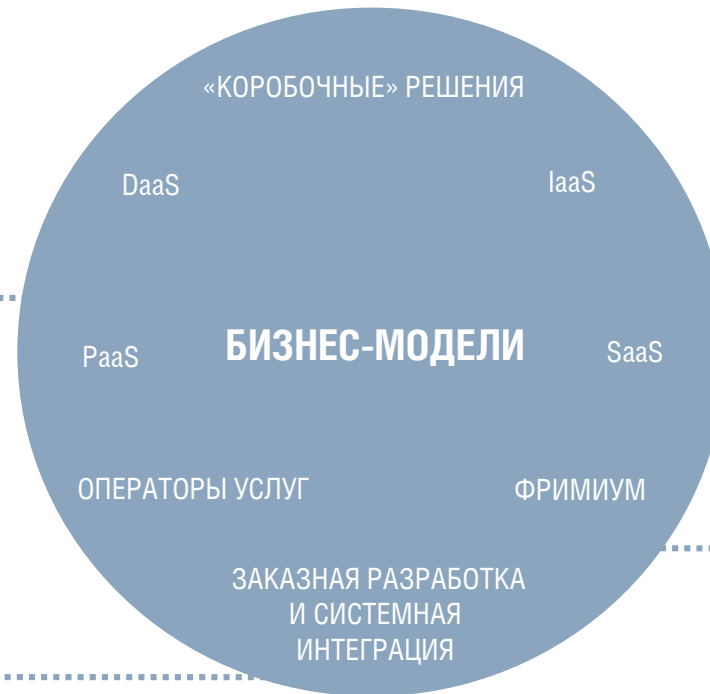 «КОРОБОЧНЫЕ» РЕШЕНИЯ
DaaS
IaaS
PaaS
БИЗНЕС-МОДЕЛИ
SaaS
ОПЕРАТОРЫ УСЛУГ
ФРИМИУМ
ЗАКАЗНАЯ РАЗРАБОТКА
И СИСТЕМНАЯ
ИНТЕГРАЦИЯ